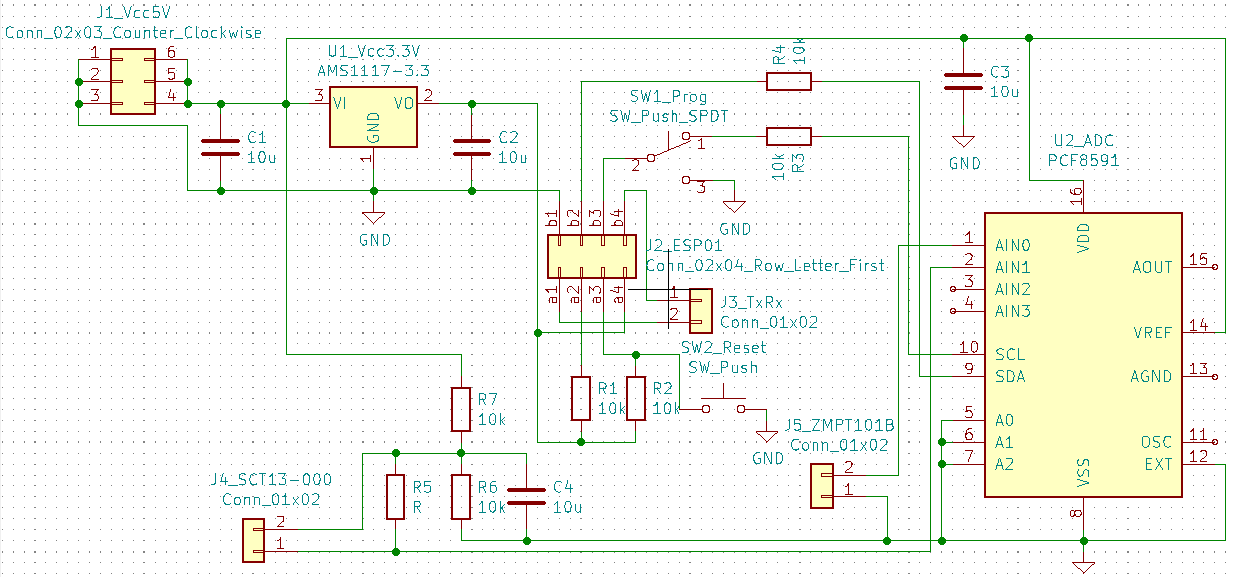 J1_Vcc5V
Conn_02x03_Counter_Clockwise
1
6
2
5
3
4
C1
10u
U1_Vcc3.3V
AMS1117-3.3
3
VI
VO
2
GND
1
C2
10u
GND
R4
10k
SW1_Prog
SW_Push_SPDT
1
2
3
10k
R3
GND
C3
10u
GND
b1
b2
b3
b4
J2_ESP01
Conn_02x04_Row_Letter_First
a1
a2
a3
a4
1
2
J3_TxRx
Conn_01x02
SW2_Reset
SW_Push
GND
R1
10k
R2
10k
R7
10k
R5
R
R6
10k
C4
10u
J4_SCT13-000
Conn_01x02
2
1
J5_ZMPT101B
Conn_01x02
2
1
U2_ADC
PCF8591
16
VDD
1
AIN0
2
AIN1
3
AIN2
4
AIN3
10
SCL
9
SDA
5
A0
6
A1
7
A2
AOUT
15
VREF
14
AGND
13
OSC
11
EXT
12
VSS
8